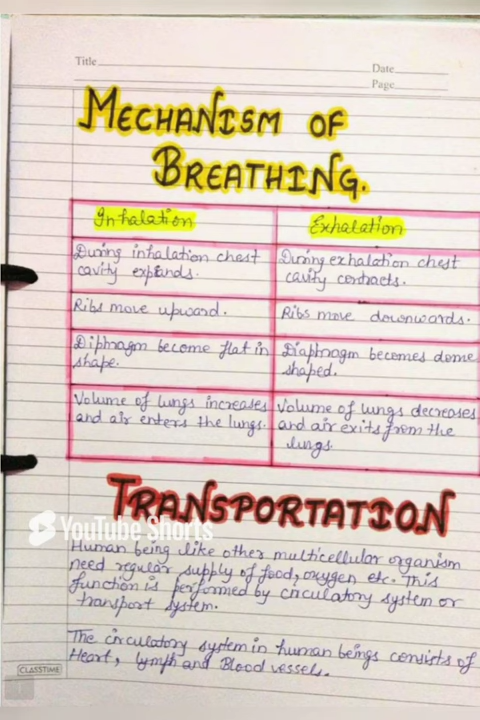 Title
Date
Page
MECHANISM OF
BREATHING.
Inhalation
Exhalation
During inhalation chest
cavity expands.
During exhalation chest
cavity contracts.
Ribs move upward.
Ribs move downwards.
Diphragm become flat in
shape.
Diaphragm becomes dome
shaped.
Volume of lungs increases
and air enters the lungs.
Volume of lungs decreases
and air exits from the
lungs
TRANSPORTATION
YouTube Shorts
Human being like other multicellular organism
need regular supply of food, oxygen etc. This
function is performed by circulatory system or
transport system.
The circulatory system in human beings consists of
Heart, lymph and Blood vessels.
CLASSTIME